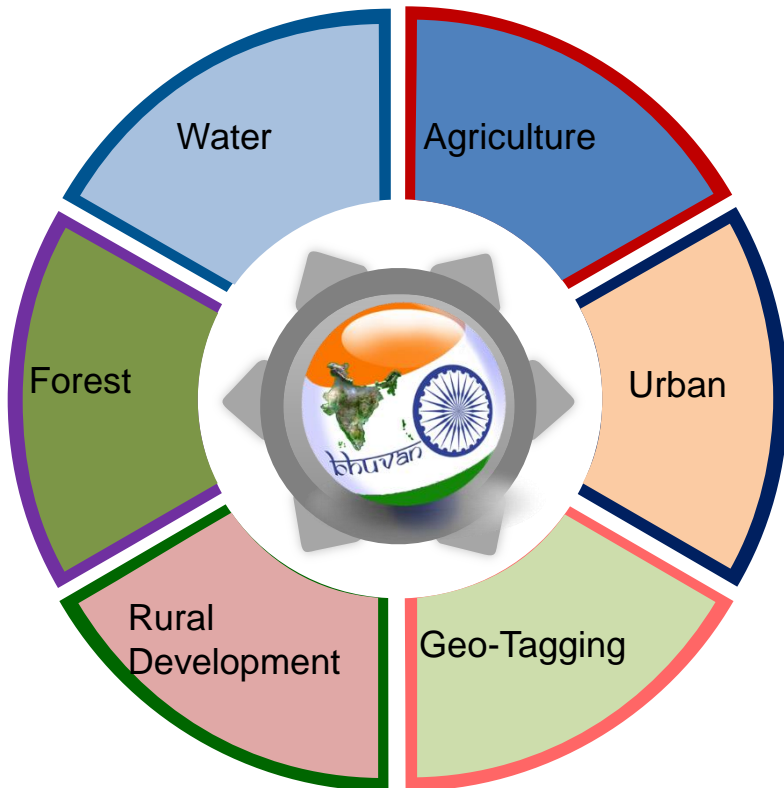 Water
Agriculture
Forest
Urban
bhuvan
Rural
Development
Geo-Tagging